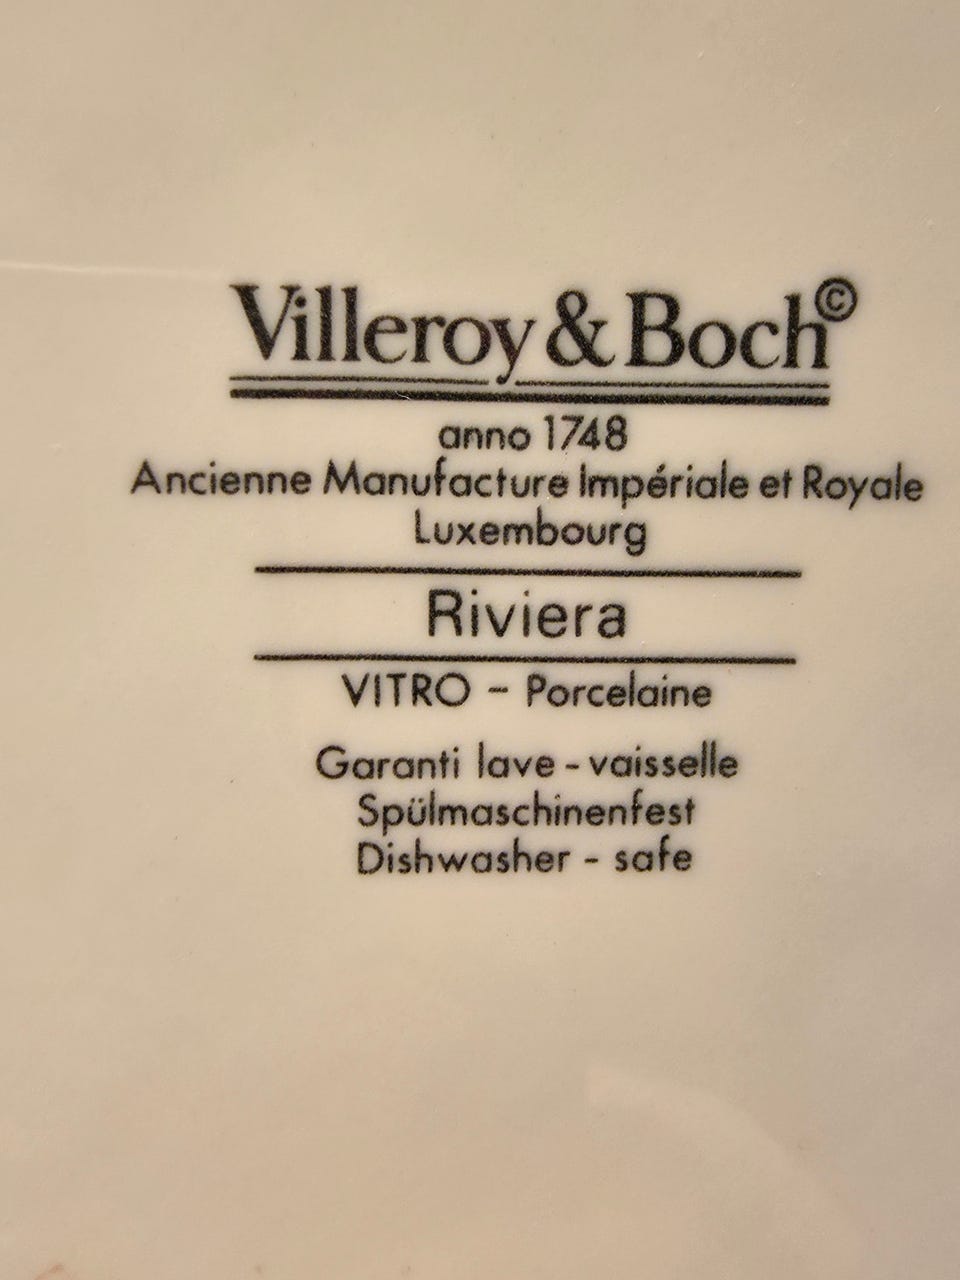 Villeroy & Boch©
anno 1748
Ancienne Manufacture Impériale et Royale
Luxembourg
Riviera
VITRO - Porcelaine
Garanti lave - vaisselle
Spülmaschinenfest
Dishwasher - safe